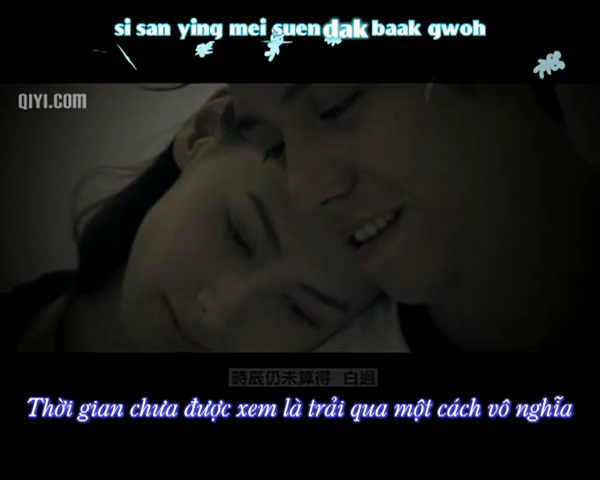 si san ying mei suen dak baak gwoh
QIYI.COM
時辰仍未算得 白過
Thời gian chưa được xem là trải qua một cách vô nghĩa